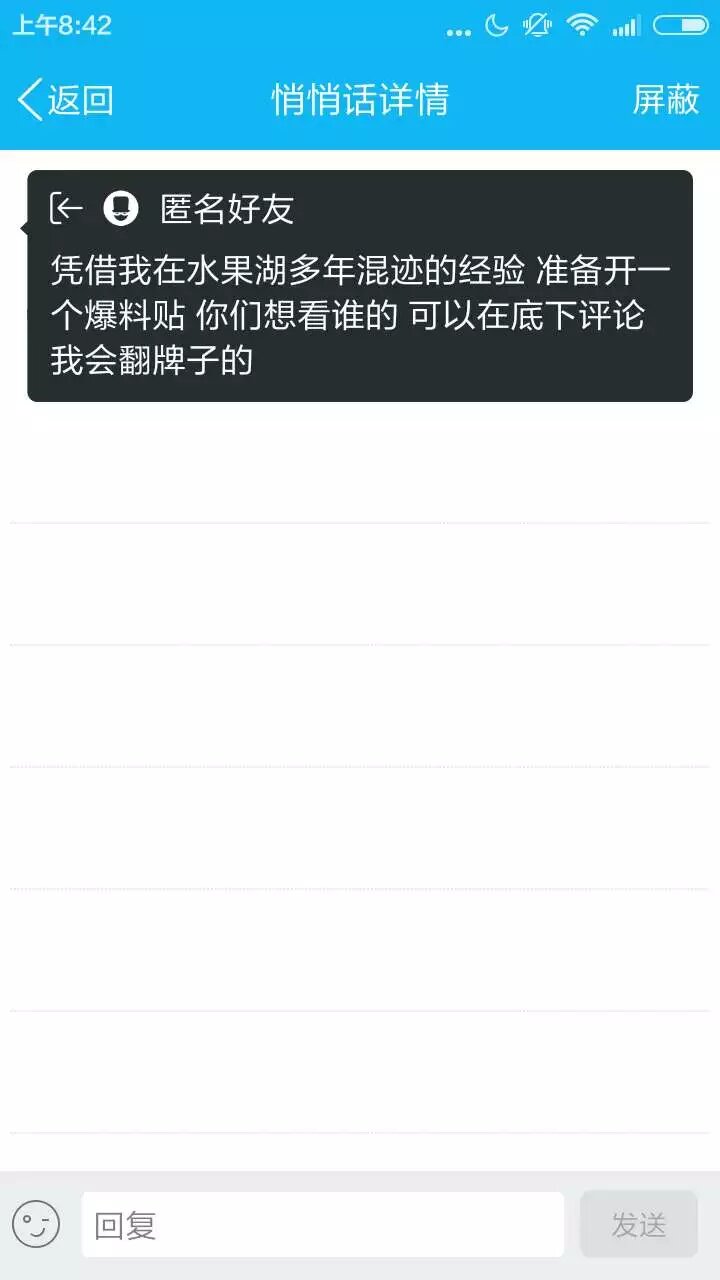 上午8:42
返回
悄悄话详情
屏蔽
匿名好友
凭借我在水果湖多年混迹的经验 准备开一
个爆料贴 你们想看谁的 可以在底下评论
我会翻牌子的
回复
发送